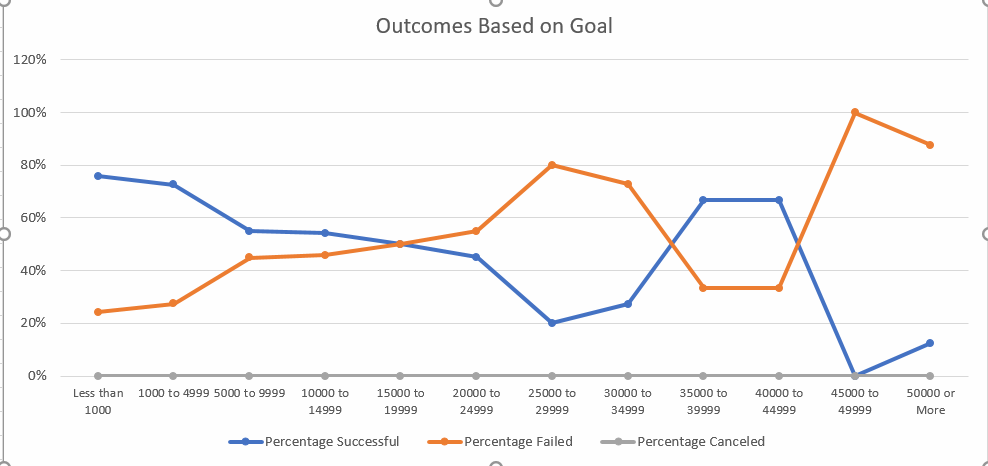 Outcomes Based on Goal
120%
100%
80%
60%
40%
20%
0%
Less than 1000
1000 to 4999
5000 to 9999
10000 to 14999
15000 to 19999
20000 to 24999
25000 to 29999
30000 to 34999
35000 to 39999
40000 to 44999
45000 to 49999
50000 or More
Percentage Successful
Percentage Failed
Percentage Canceled